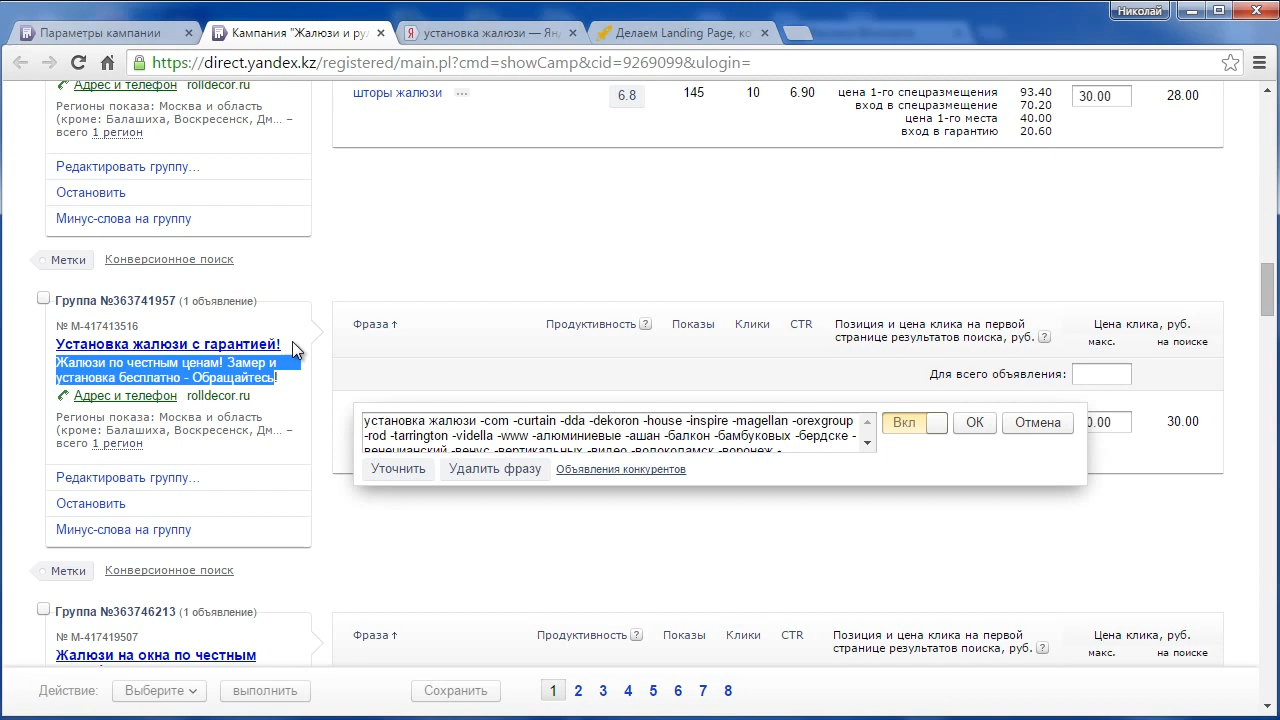 Николай
Параметры кампании
Кампания "Жалюзи и рул
установка жалюзи — Янд
Делаем Landing Page, ко
https://direct.yandex.kz/registered/main.pl?cmd=showCamp&cid=9269099&ulogin=
Адрес и телефон rolldecor.ru
Регионы показа: Москва и область
(кроме: Балашиха, Воскресенск, Дм... –
всего 1 регион
Редактировать группу...
Остановить
Минус-слова на группу
шторы жалюзи ...
6.8
145
10
6.90
цена 1-го спецразмещения 93.40
вход в спецразмещение 70.20
цена 1-го места 40.00
вход в гарантию 20.60
30.00
28.00
Метки Конверсионное поиск
Группа №363741957 (1 объявление)
№ M-417413516
Установка жалюзи с гарантией!
Жалюзи по честным ценам! Замер и
установка бесплатно - Обращайтесь!
Адрес и телефон rolldecor.ru
Регионы показа: Москва и область
(кроме: Балашиха, Воскресенск, Дм... –
всего 1 регион
Редактировать группу...
Остановить
Минус-слова на группу
Фраза ↑
Продуктивность ?
Показы
Клики
CTR
Позиция и цена клика на первой
странице результатов поиска, руб. ?
Цена клика, руб.
макс. на поиске
Для всего объявления:
установка жалюзи -com -curtain -dda -dekoron -house -inspire -magellan -orexgroup
-rod -tarrington -vidella -www -алюминиевые -ашан -балкон -бамбуковых -бердске -
венецианский -венус -вертикальных -видео -волоколамск -воронеж -
Вкл
ОК
Отмена
0.00
30.00
Уточнить
Удалить фразу
Объявления конкурентов
Метки Конверсионное поиск
Группа №363746213 (1 объявление)
№ M-417419507
Жалюзи на окна по честным
Фраза ↑
Продуктивность ?
Показы
Клики
CTR
Позиция и цена клика на первой
странице результатов поиска, руб. ?
Цена клика, руб.
макс. на поиске
Действие: Выберите выполнить Сохранить 1 2 3 4 5 6 7 8